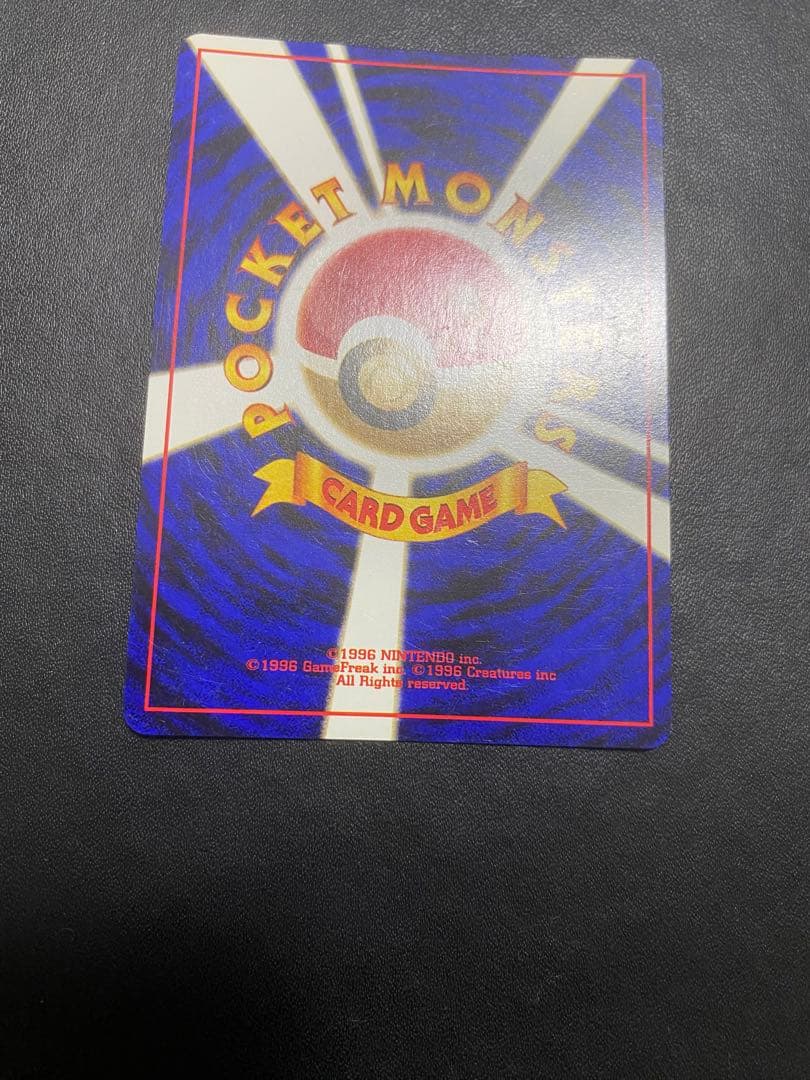 POCKET MONSTERS
CARD GAME
©1996 NINTENDO inc.
©1996 GameFreak inc. ©1996 Creatures inc
All Rights reserved.